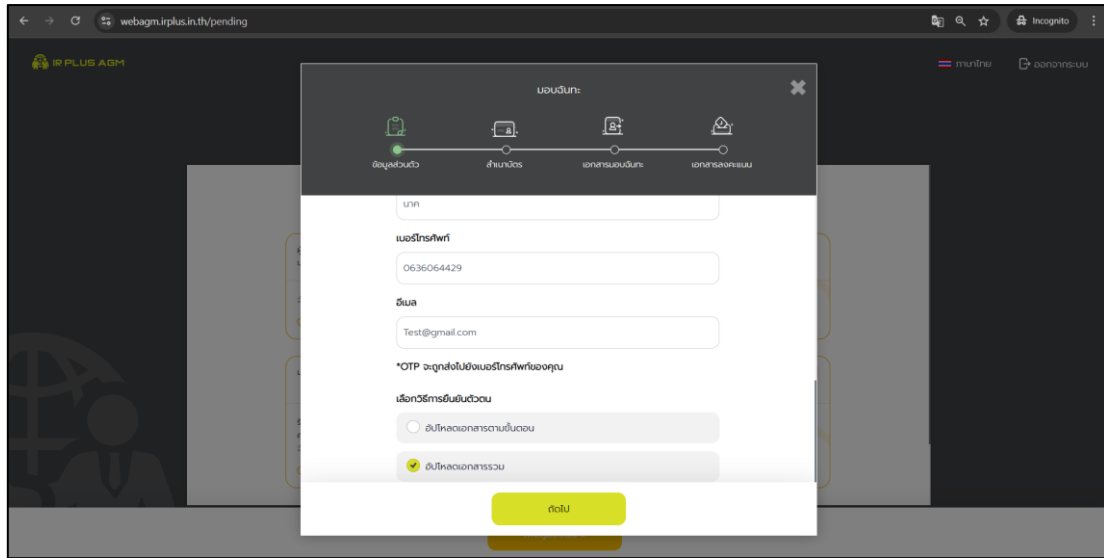 webagm.irplus.in.th/pending
Incognito
IR PLUS AGM
ภาษาไทย
ออกจากระบบ
มอบฉันทะ
ข้อมูลส่วนตัว
สำเนาบัตร
เอกสารมอบฉันทะ
เอกสารลงคะแนน
นาค
เบอร์โทรศัพท์
0636064429
อีเมล
Test@gmail.com
*OTP จะถูกส่งไปยังเบอร์โทรศัพท์ของคุณ
เลือกวิธีการยืนยันตัวตน
อัปโหลดเอกสารตามขั้นตอน
อัปโหลดเอกสารรวม
ถัดไป